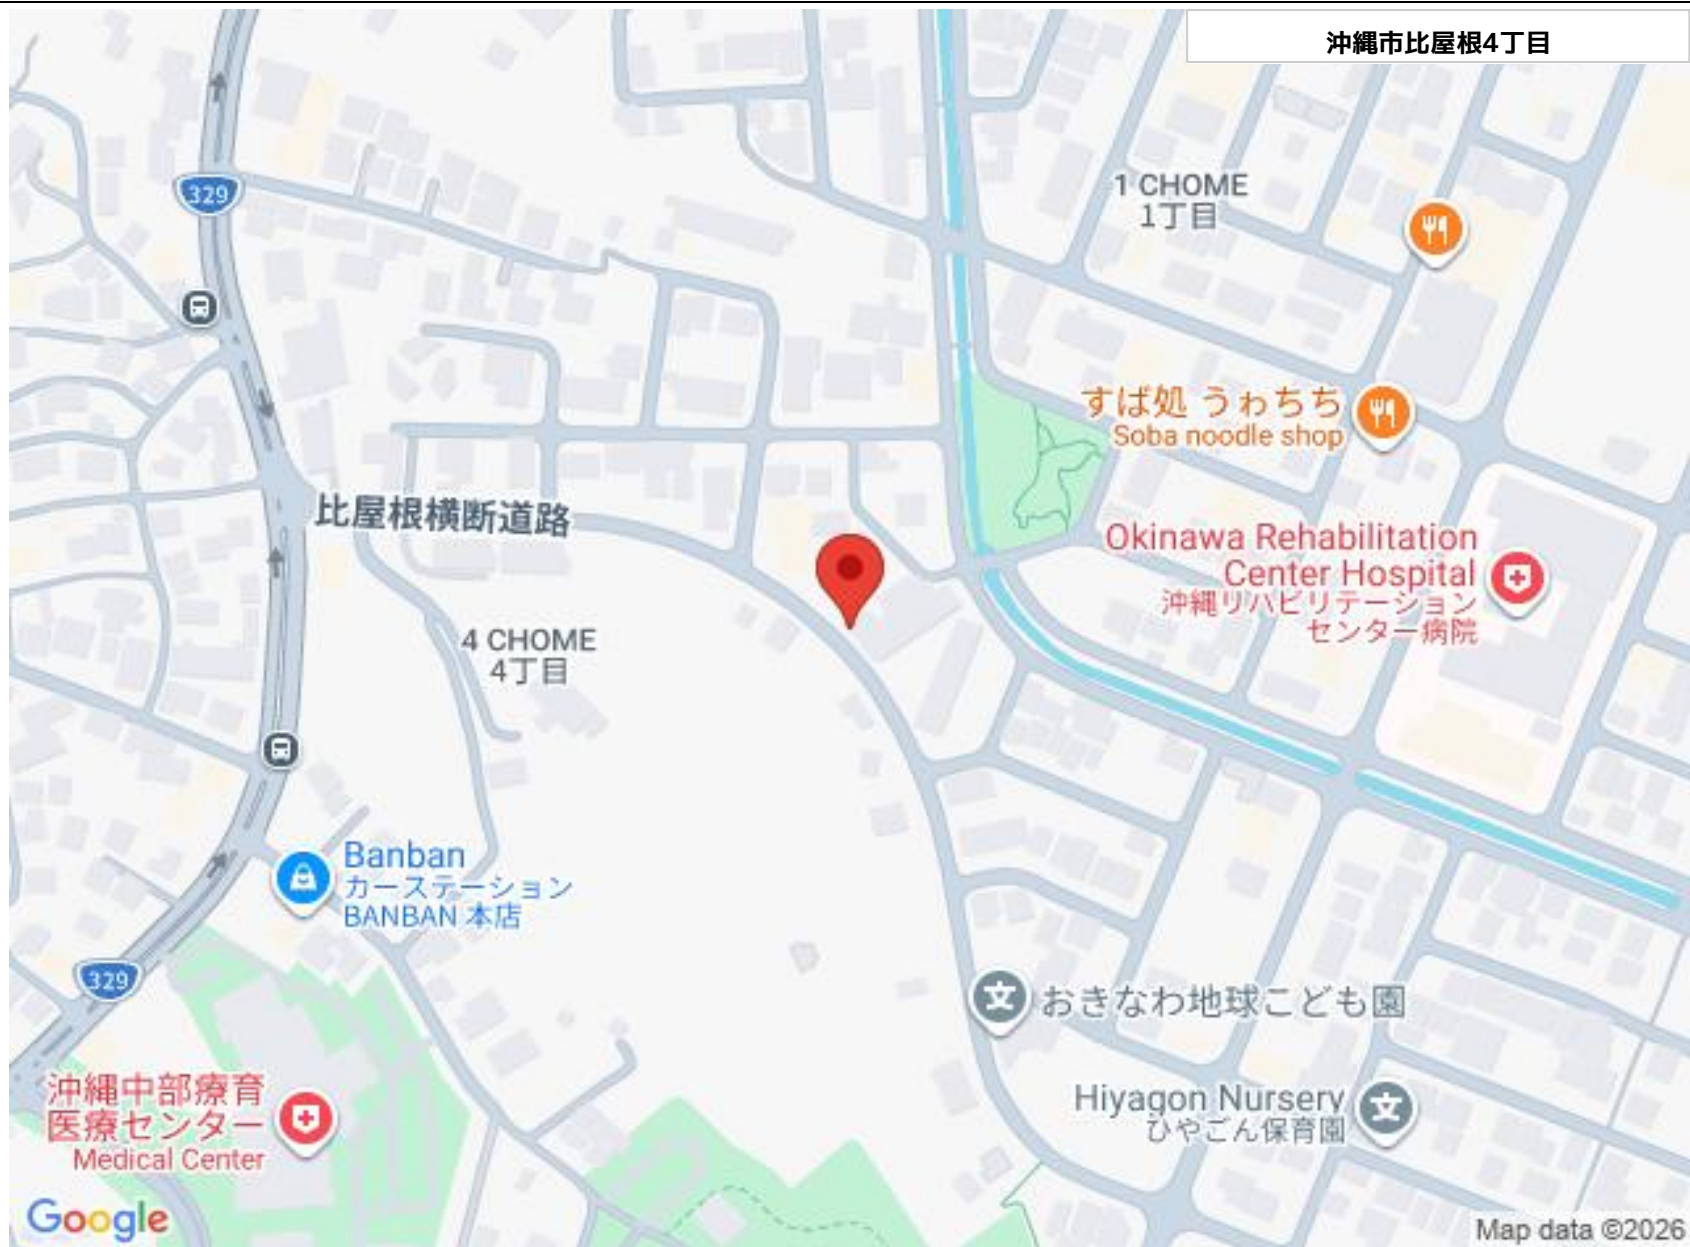 沖縄市比屋根4丁目
329
1 CHOME
1丁目
すば処 うわちち
Soba noodle shop
比屋根横断道路
Okinawa Rehabilitation
Center Hospital
沖縄リハビリテーション
センター病院
4 CHOME
4丁目
Banban
カーステーション
BANBAN 本店
329
おきなわ地球こども園
沖縄中部療育
医療センター
Medical Center
Hiyagon Nursery
ひやごん保育園
Google
Map data ©2026